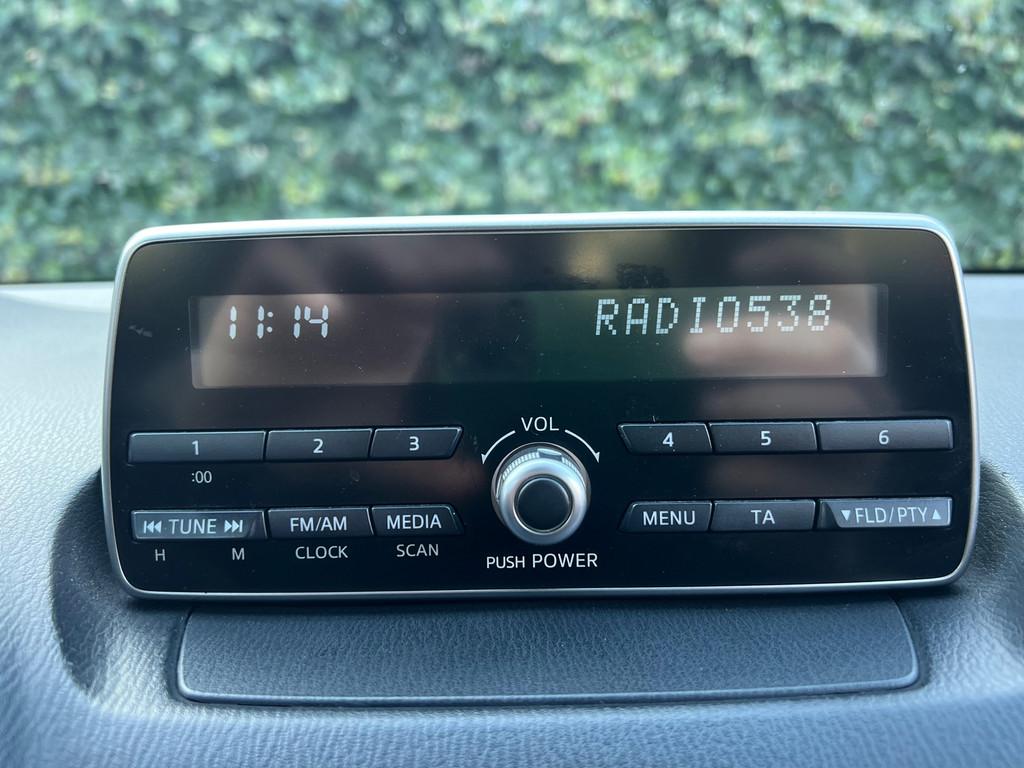 11:14 RADIO538
VOL
1 2 3 4 5 6
:00
⏮ TUNE ⏭ FM/AM MEDIA MENU TA ▼FLD/PTY▲
H M CLOCK SCAN
PUSH POWER